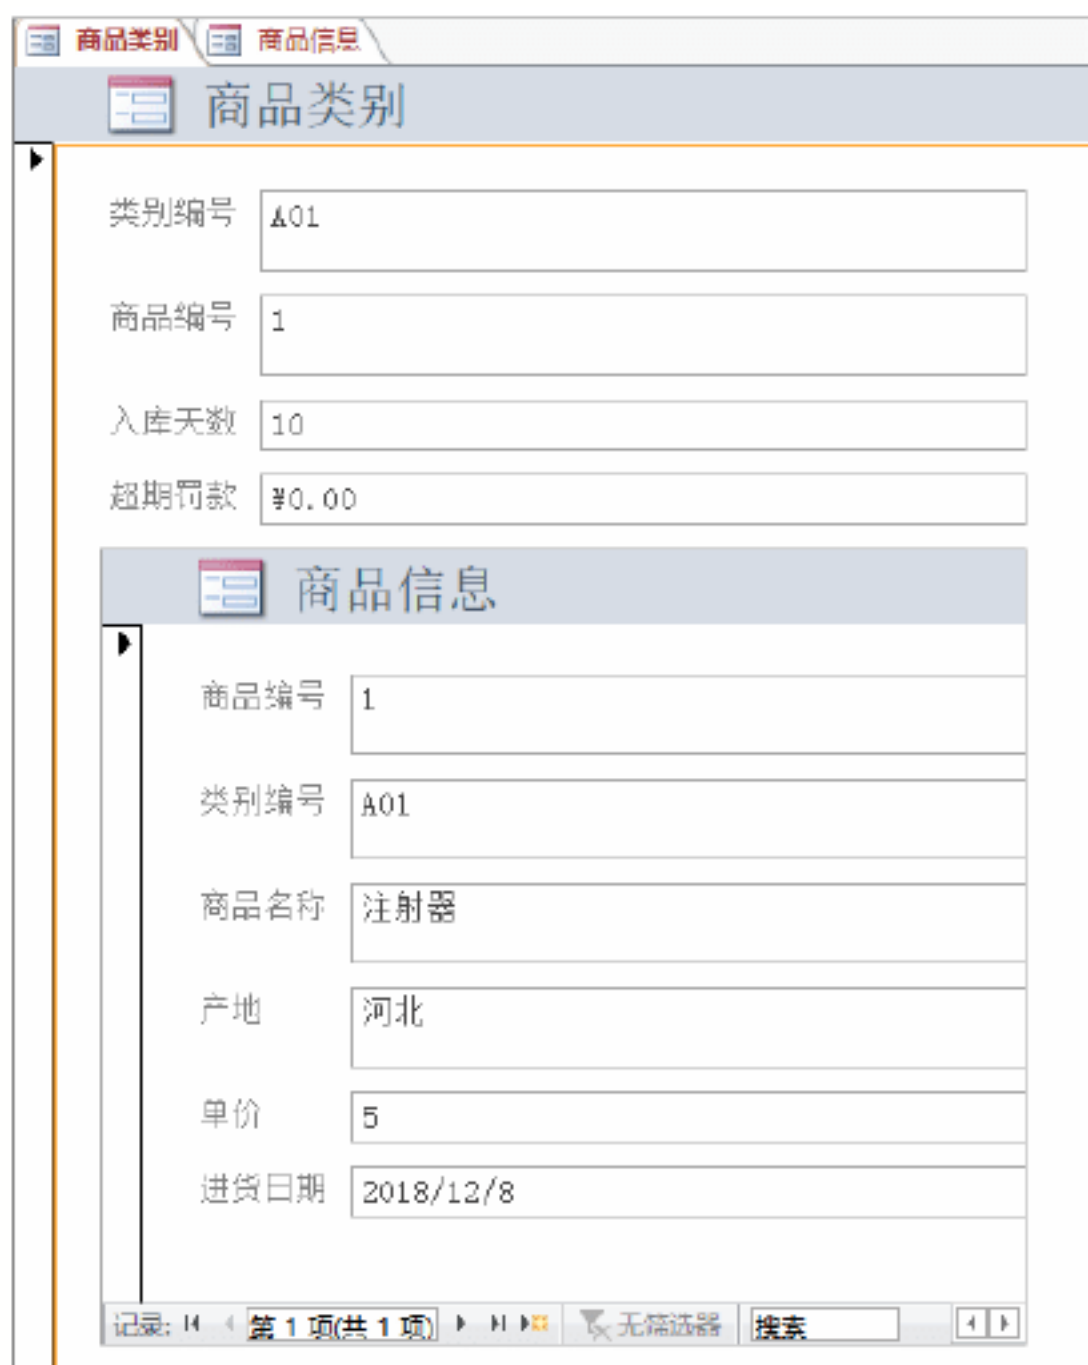 商品类别 商品信息
商品类别
类别编号 A01
商品编号 1
入库天数 10
超期罚款 ¥0.00
商品信息
商品编号 1
类别编号 A01
商品名称 注射器
产地 河北
单价 5
进货日期 2018/12/8
记录: 第 1 项(共 1 项) 无筛选器 搜索